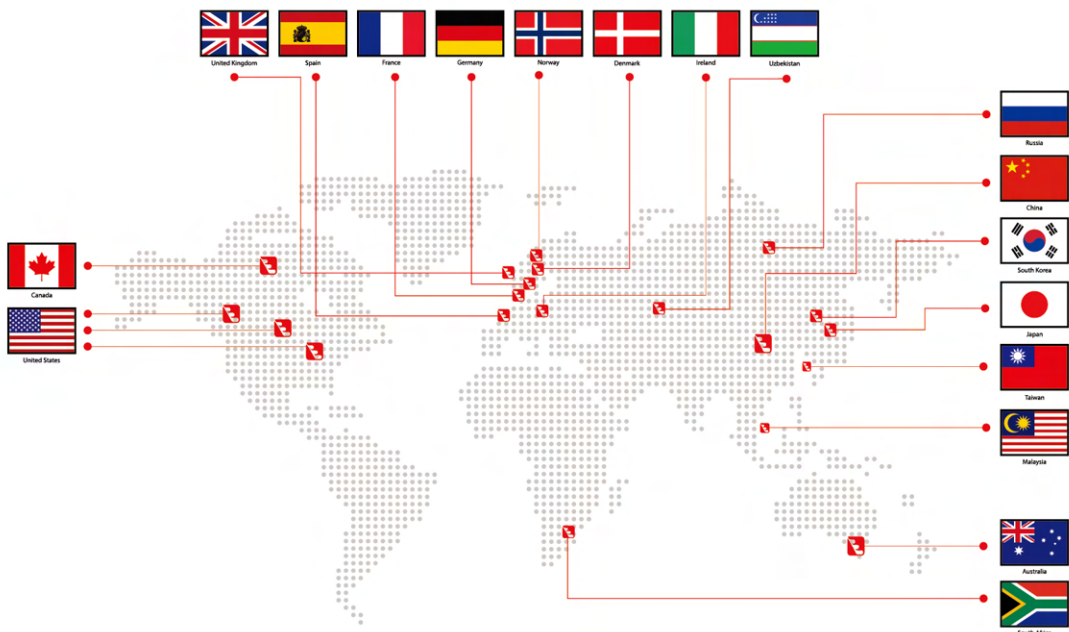 United Kingdom
Spain
France
Germany
Norway
Denmark
Ireland
Uzbekistan
Russia
China
South Korea
Japan
Taiwan
Malaysia
Australia
Canada
United States